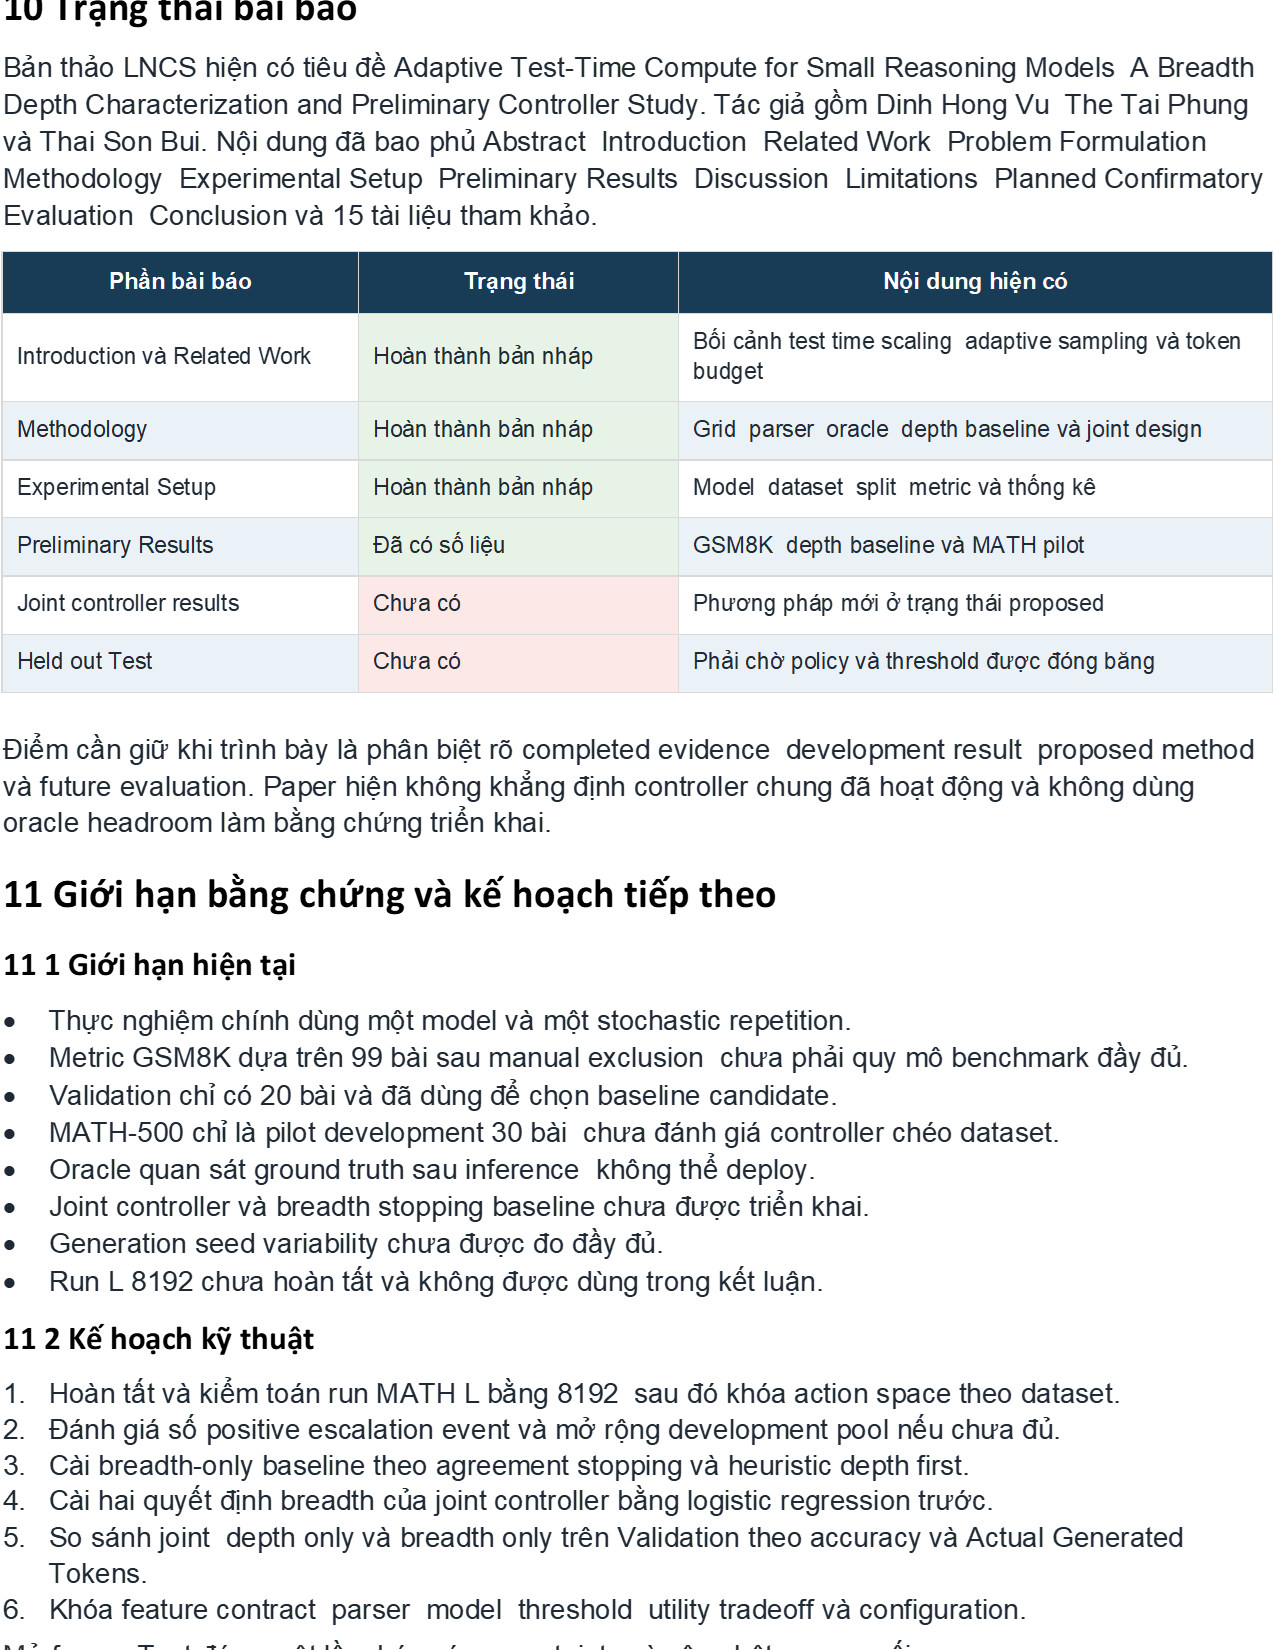 10 Trạng thái bài báo
Bản thảo LNCS hiện có tiêu đề Adaptive Test-Time Compute for Small Reasoning Models  A Breadth
Depth Characterization and Preliminary Controller Study. Tác giả gồm Dinh Hong Vu  The Tai Phung
và Thai Son Bui. Nội dung đã bao phủ Abstract  Introduction  Related Work  Problem Formulation
Methodology  Experimental Setup  Preliminary Results  Discussion  Limitations  Planned Confirmatory
Evaluation  Conclusion và 15 tài liệu tham khảo.
Phần bài báo  Trạng thái  Nội dung hiện có
Introduction và Related Work  Hoàn thành bản nháp  Bối cảnh test time scaling  adaptive sampling và token
budget
Methodology  Hoàn thành bản nháp  Grid  parser  oracle  depth baseline và joint design
Experimental Setup  Hoàn thành bản nháp  Model  dataset  split  metric và thống kê
Preliminary Results  Đã có số liệu  GSM8K  depth baseline và MATH pilot
Joint controller results  Chưa có  Phương pháp mới ở trạng thái proposed
Held out Test  Chưa có  Phải chờ policy và threshold được đóng băng
Điểm cần giữ khi trình bày là phân biệt rõ completed evidence  development result  proposed method
và future evaluation. Paper hiện không khẳng định controller chung đã hoạt động và không dùng
oracle headroom làm bằng chứng triển khai.
11 Giới hạn bằng chứng và kế hoạch tiếp theo
11 1 Giới hạn hiện tại
• Thực nghiệm chính dùng một model và một stochastic repetition.
• Metric GSM8K dựa trên 99 bài sau manual exclusion  chưa phải quy mô benchmark đầy đủ.
• Validation chỉ có 20 bài và đã dùng để chọn baseline candidate.
• MATH-500 chỉ là pilot development 30 bài  chưa đánh giá controller chéo dataset.
• Oracle quan sát ground truth sau inference  không thể deploy.
• Joint controller và breadth stopping baseline chưa được triển khai.
• Generation seed variability chưa được đo đầy đủ.
• Run L 8192 chưa hoàn tất và không được dùng trong kết luận.
11 2 Kế hoạch kỹ thuật
1. Hoàn tất và kiểm toán run MATH L bằng 8192  sau đó khóa action space theo dataset.
2. Đánh giá số positive escalation event và mở rộng development pool nếu chưa đủ.
3. Cài breadth-only baseline theo agreement stopping và heuristic depth first.
4. Cài hai quyết định breadth của joint controller bằng logistic regression trước.
5. So sánh joint  depth only và breadth only trên Validation theo accuracy và Actual Generated
Tokens.
6. Khóa feature contract  parser  model  threshold  utility tradeoff và configuration.